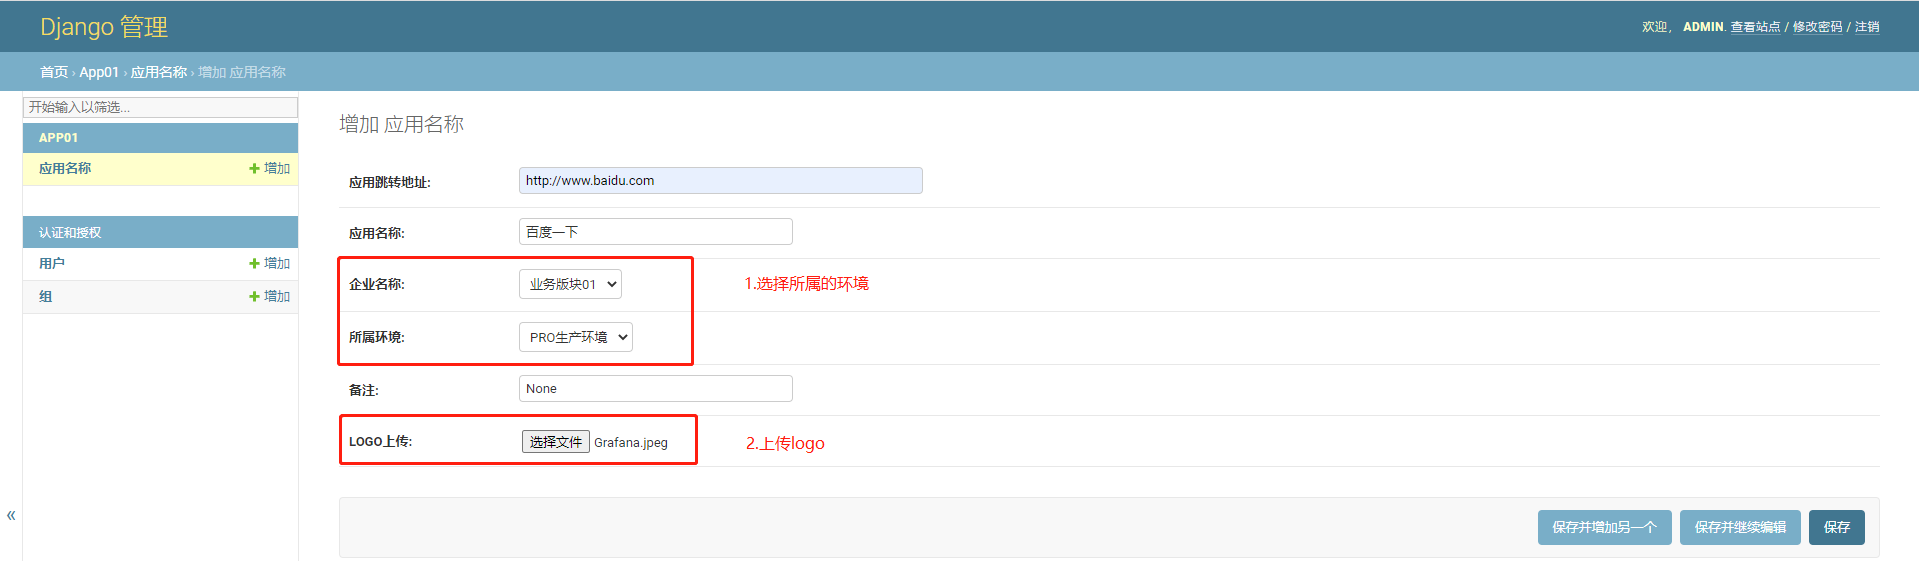 Django 管理
欢迎， ADMIN. 查看站点 / 修改密码 / 注销
首页 › App01 › 应用名称 › 增加 应用名称
开始输入以筛选...
APP01
应用名称 增加
认证和授权
用户 增加
组 增加
«
增加 应用名称
应用跳转地址: http://www.baidu.com
应用名称: 百度一下
企业名称: 业务版块01 1.选择所属的环境
所属环境: PRO生产环境
备注: None
LOGO上传: 选择文件 Grafana.jpeg 2.上传logo
保存并增加另一个 保存并继续编辑 保存